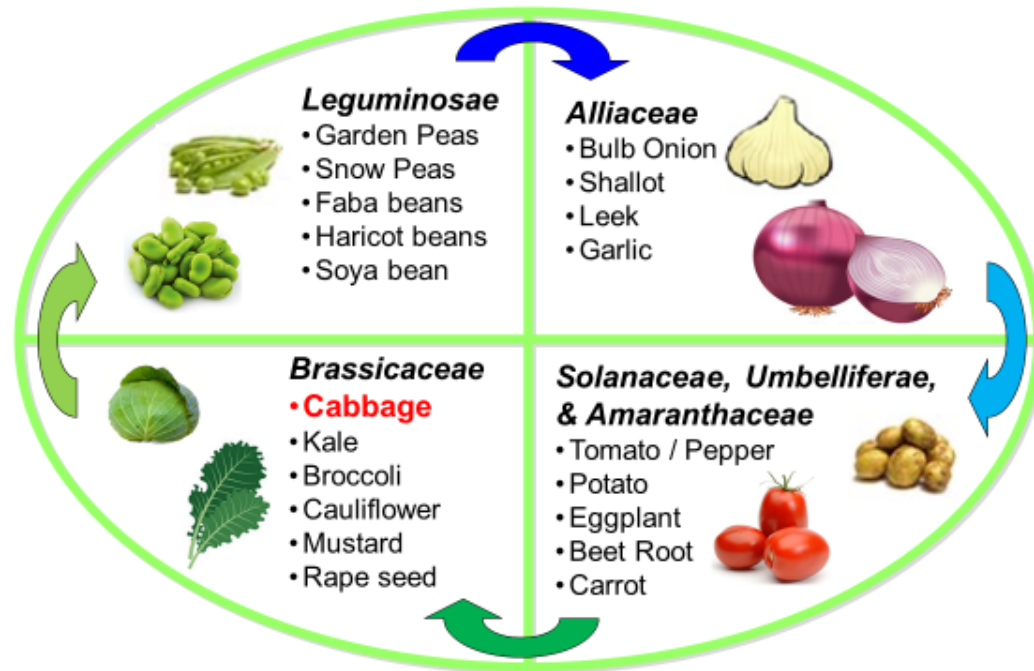 Leguminosae
• Garden Peas
• Snow Peas
• Faba beans
• Haricot beans
• Soya bean
Alliaceae
• Bulb Onion
• Shallot
• Leek
• Garlic
Brassicaceae
• Cabbage
• Kale
• Broccoli
• Cauliflower
• Mustard
• Rape seed
Solanaceae, Umbelliferae,
& Amaranthaceae
• Tomato / Pepper
• Potato
• Eggplant
• Beet Root
• Carrot